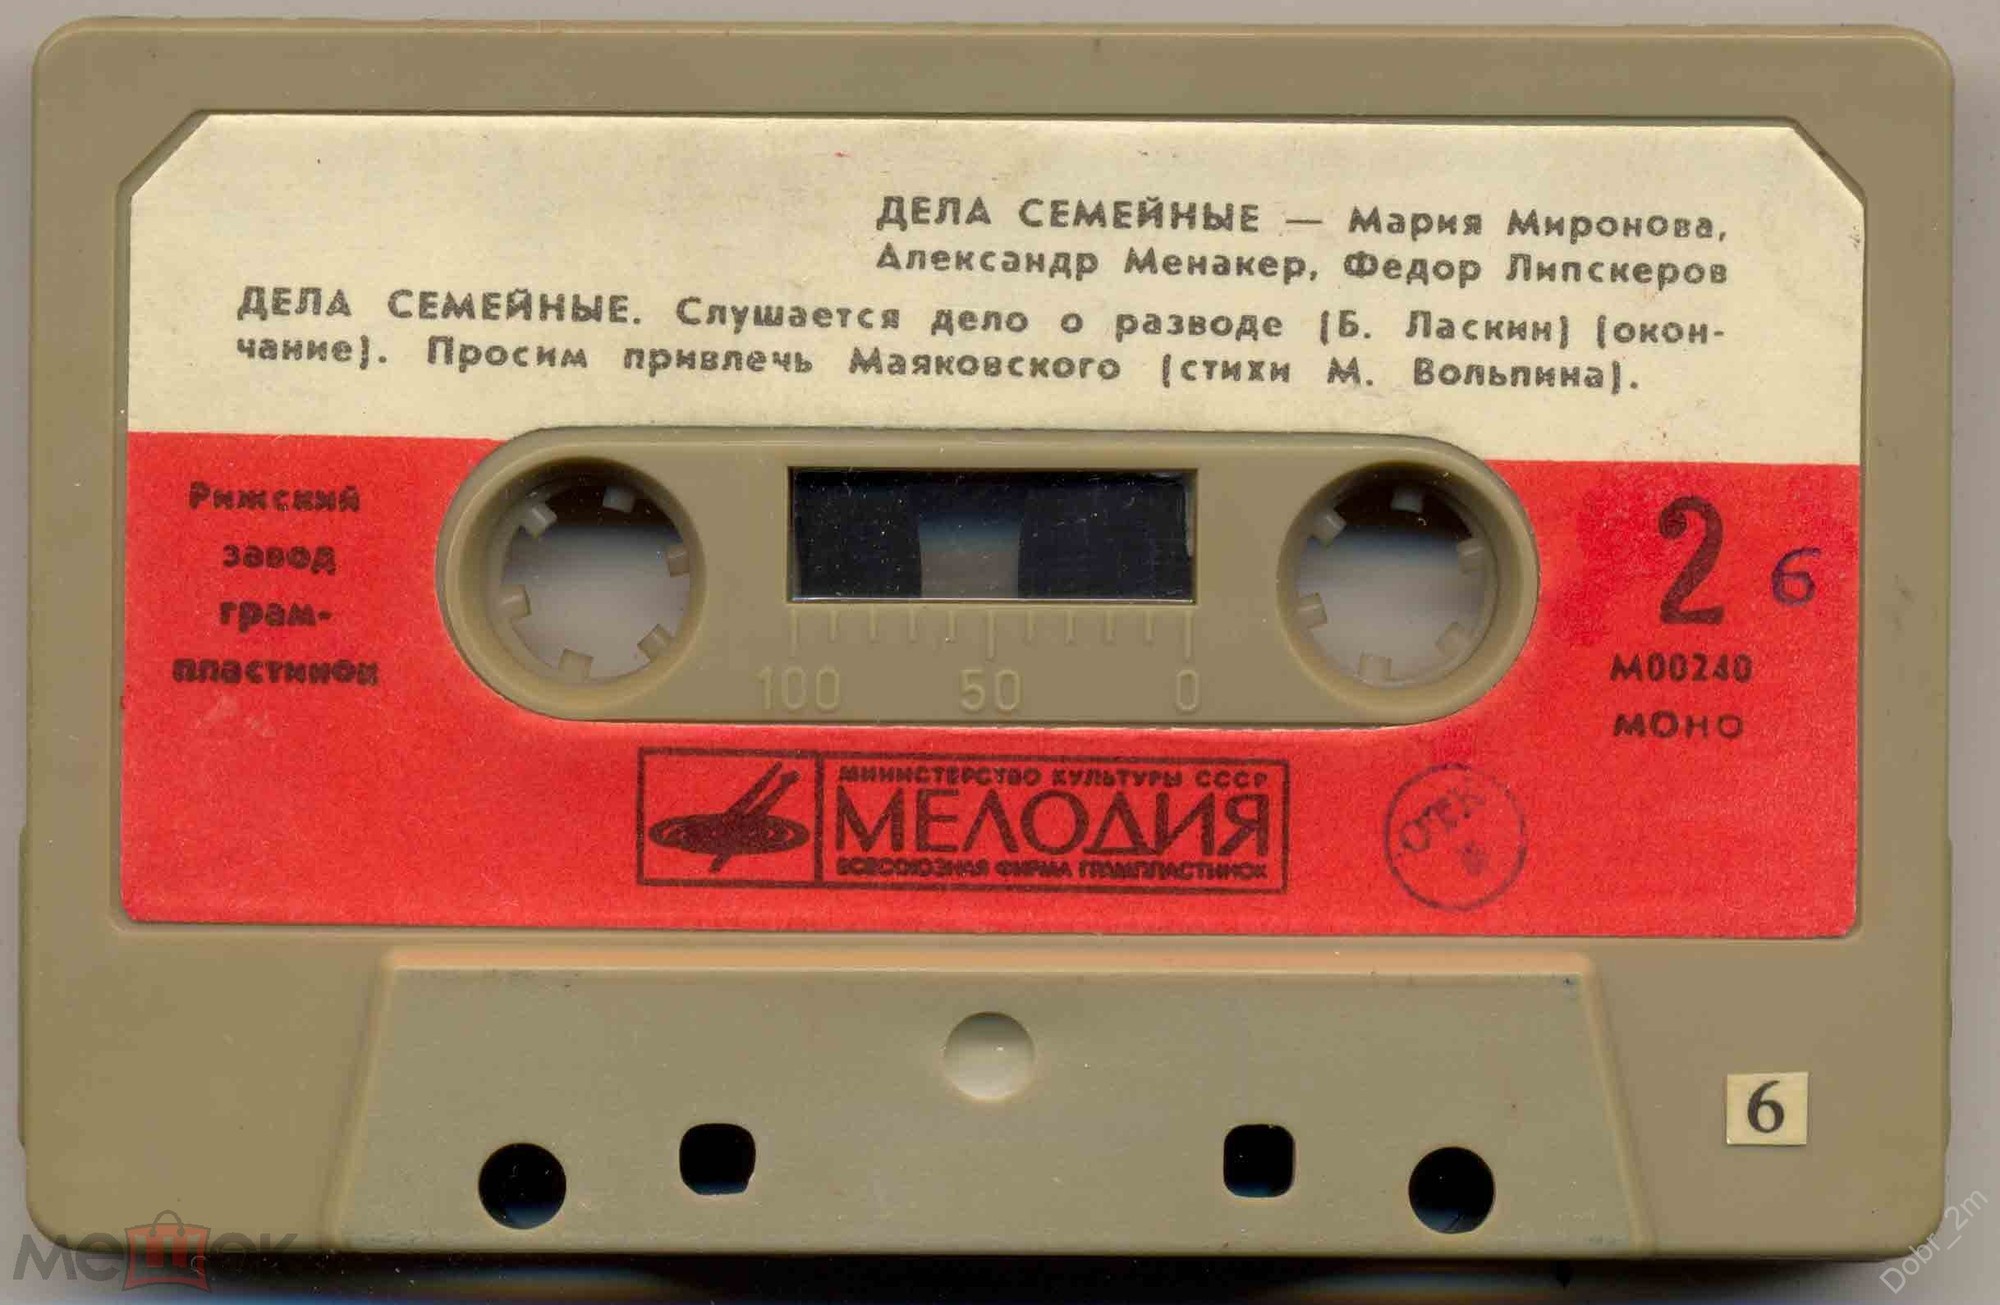 ДЕЛА СЕМЕЙНЫЕ — Мария Миронова,
Александр Менакер, Федор Липскеров
ДЕЛА СЕМЕЙНЫЕ. Слушается дело о разводе (Б. Ласкин) (окон-
чание). Просим привлечь Маяковского (стихи М. Вольпина).
Рижский
завод
грам-
пластинок
2 6
М00240
МОНО
100 50 0
МИНИСТЕРСТВО КУЛЬТУРЫ СССР
МЕЛОДИЯ
ВСЕСОЮЗНАЯ ФИРМА ГРАМПЛАСТИНОК
6
мешок
Dobr_2m